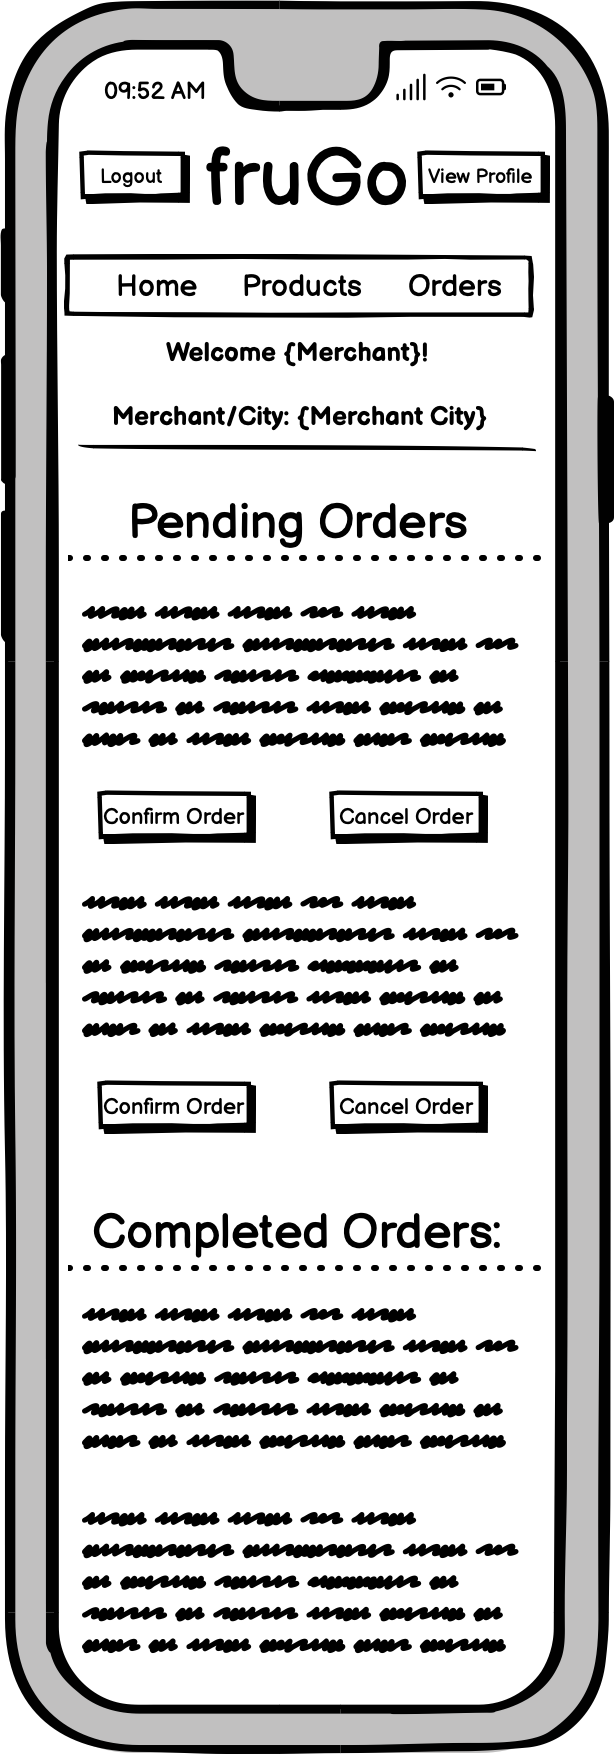 09:52 AM
Logout fruGo View Profile
Home Products Orders
Welcome {Merchant}!
Merchant/City: {Merchant City}
Pending Orders
Confirm Order Cancel Order
Confirm Order Cancel Order
Completed Orders: